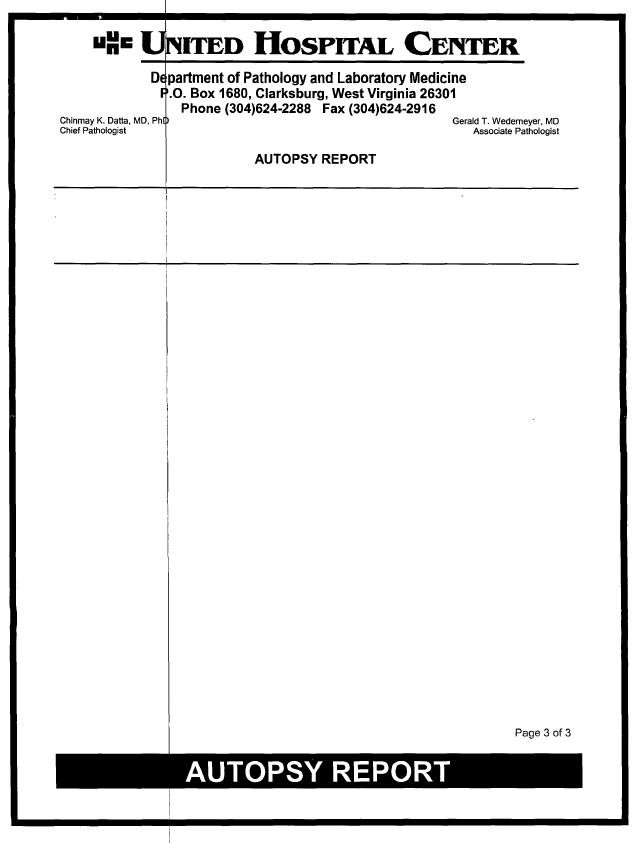 UHC UNITED HOSPITAL CENTER
Department of Pathology and Laboratory Medicine
P.O. Box 1680, Clarksburg, West Virginia 26301
Phone (304)624-2288 Fax (304)624-2916
Chinmay K. Datta, MD, PhD
Chief Pathologist
Gerald T. Wedemeyer, MD
Associate Pathologist
AUTOPSY REPORT
Page 3 of 3
AUTOPSY REPORT